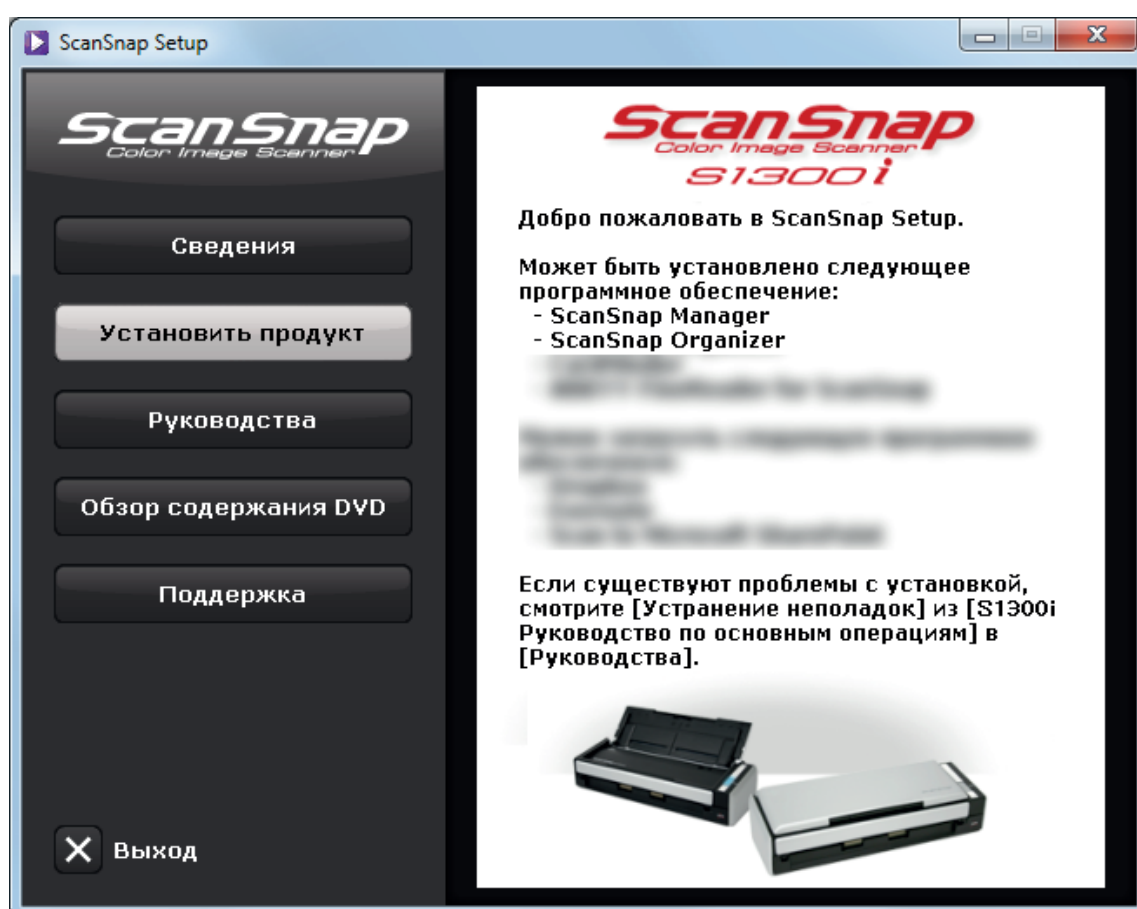 ScanSnap Setup
ScanSnap
Color Image Scanner
Сведения
Установить продукт
Руководства
Обзор содержания DVD
Поддержка
Выход
ScanSnap
Color Image Scanner
S1300i
Добро пожаловать в ScanSnap Setup.
Может быть установлено следующее
программное обеспечение:
- ScanSnap Manager
- ScanSnap Organizer
Если существуют проблемы с установкой,
смотрите [Устранение неполадок] из [S1300i
Руководство по основным операциям] в
[Руководства].